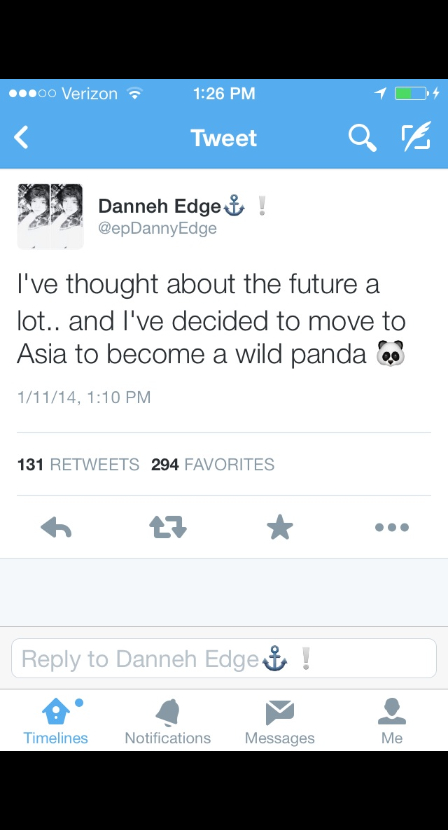 ●●●○○ Verizon 1:26 PM
Tweet
Danneh Edge⚓❕
@epDannyEdge
I've thought about the future a
lot.. and I've decided to move to
Asia to become a wild panda 🐼
1/11/14, 1:10 PM
131 RETWEETS 294 FAVORITES
Reply to Danneh Edge⚓❕
Timelines Notifications Messages Me